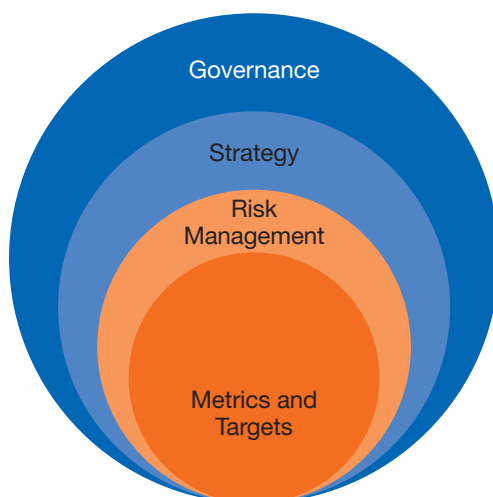 Governance
Strategy
Risk
Management
Metrics and
Targets